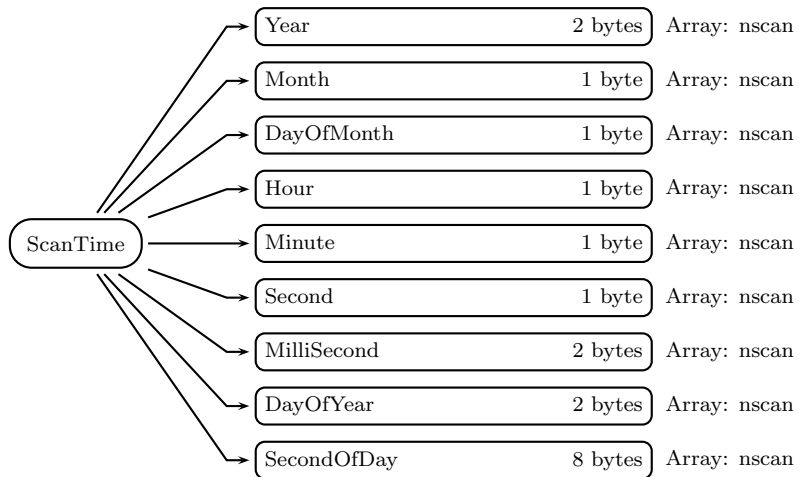 Year 2 bytes Array: nscan
Month 1 byte Array: nscan
DayOfMonth 1 byte Array: nscan
Hour 1 byte Array: nscan
ScanTime
Minute 1 byte Array: nscan
Second 1 byte Array: nscan
MilliSecond 2 bytes Array: nscan
DayOfYear 2 bytes Array: nscan
SecondOfDay 8 bytes Array: nscan